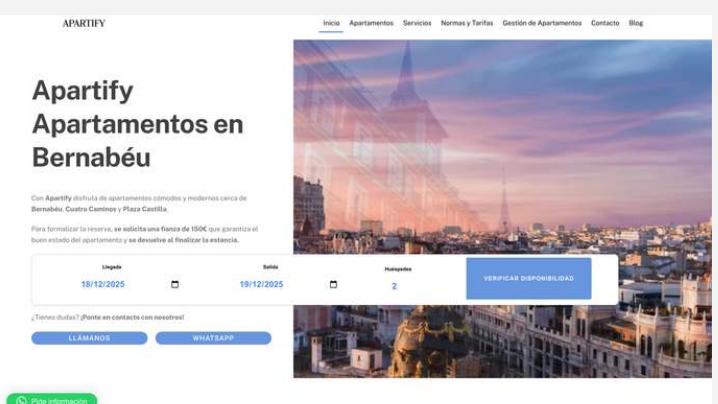 APARTIFY
Inicio Apartamentos Servicios Normas y Tarifas Gestión de Apartamentos Contacto Blog
Apartify
Apartamentos en
Bernabéu
Con Apartify disfruta de apartamentos cómodos y modernos cerca de
Bernabéu, Cuatro Caminos y Plaza Castilla.
Para formalizar la reserva, se solicita una fianza de 150€ que garantiza el
buen estado del apartamento y se devuelve al finalizar la estancia.
Llegada Salida Huéspedes
18/12/2025 19/12/2025 2
VERIFICAR DISPONIBILIDAD
¿Tienes dudas? ¡Ponte en contacto con nosotros!
LLÁMANOS WHATSAPP
Pide información